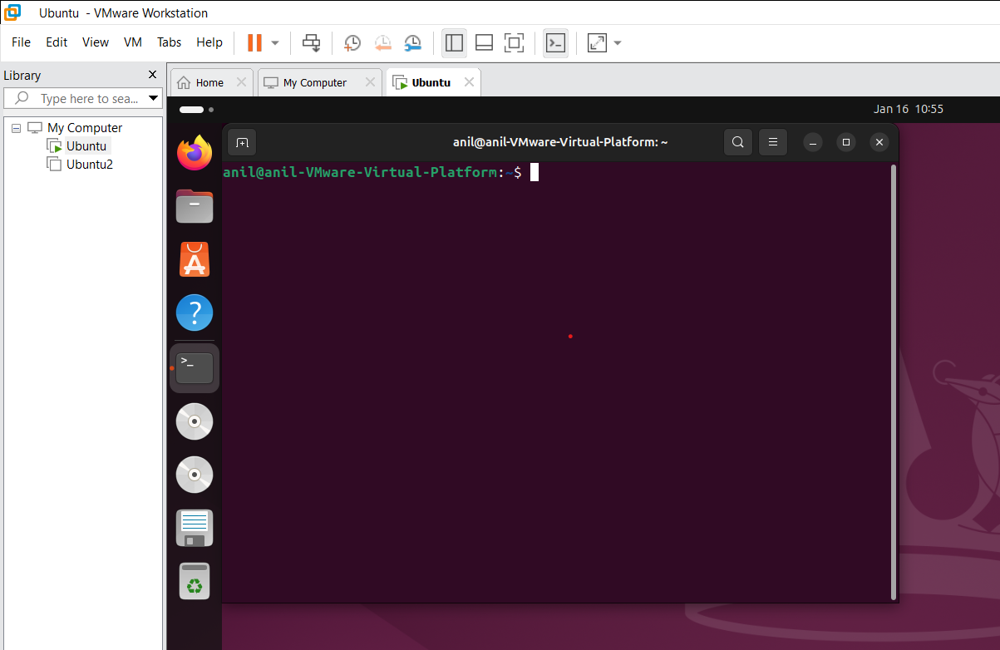 Ubuntu - VMware Workstation
File Edit View VM Tabs Help
Library
Type here to sea...
My Computer
Ubuntu
Ubuntu2
Home
My Computer
Ubuntu
Jan 16 10:55
anil@anil-VMware-Virtual-Platform: ~
anil@anil-VMware-Virtual-Platform:~$